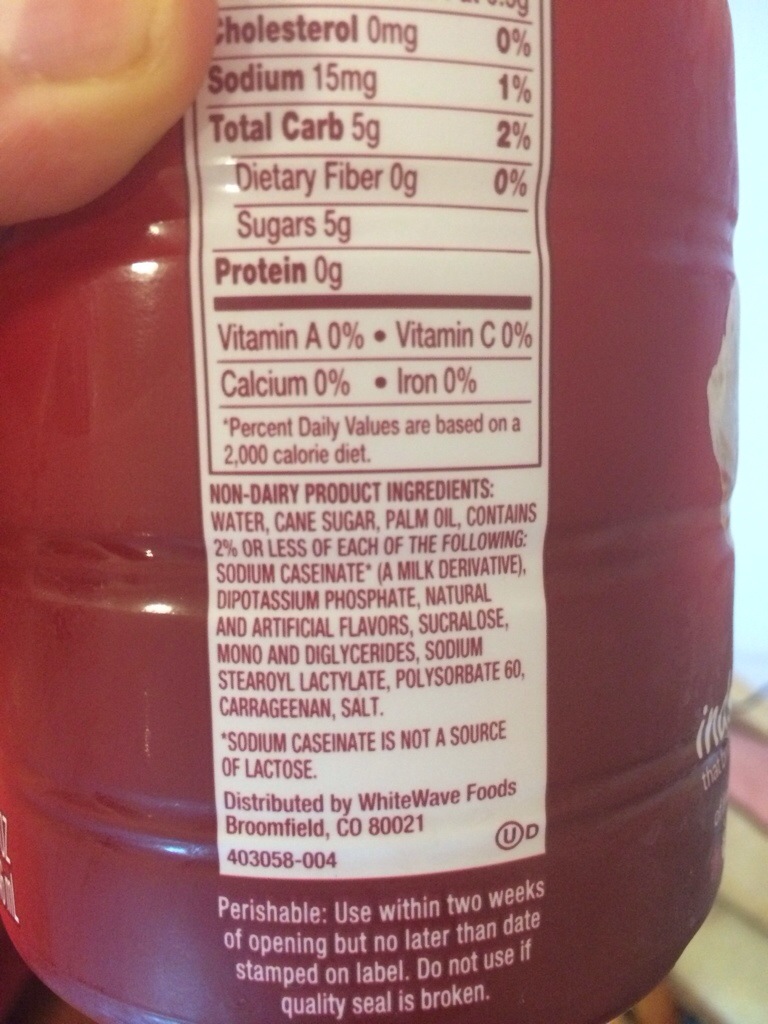 Cholesterol 0mg 0%
Sodium 15mg 1%
Total Carb 5g 2%
Dietary Fiber 0g 0%
Sugars 5g
Protein 0g
Vitamin A 0% • Vitamin C 0%
Calcium 0% • Iron 0%
*Percent Daily Values are based on a
2,000 calorie diet.
NON-DAIRY PRODUCT INGREDIENTS:
WATER, CANE SUGAR, PALM OIL, CONTAINS
2% OR LESS OF EACH OF THE FOLLOWING:
SODIUM CASEINATE* (A MILK DERIVATIVE),
DIPOTASSIUM PHOSPHATE, NATURAL
AND ARTIFICIAL FLAVORS, SUCRALOSE,
MONO AND DIGLYCERIDES, SODIUM
STEAROYL LACTYLATE, POLYSORBATE 60,
CARRAGEENAN, SALT.
*SODIUM CASEINATE IS NOT A SOURCE
OF LACTOSE.
Distributed by WhiteWave Foods
Broomfield, CO 80021
U D
403058-004
Perishable: Use within two weeks
of opening but no later than date
stamped on label. Do not use if
quality seal is broken.